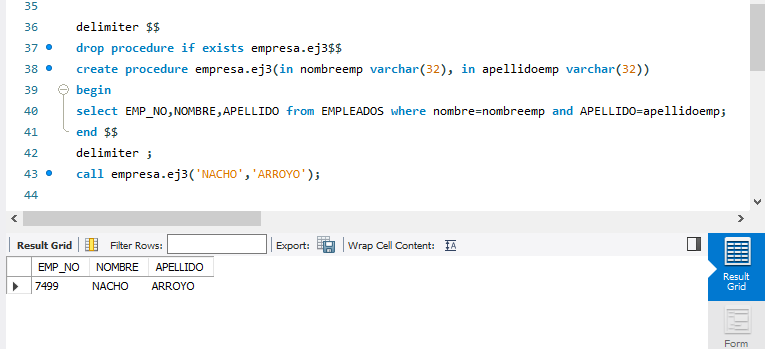 35
36 delimiter $$
37 drop procedure if exists empresa.ej3$$
38 create procedure empresa.ej3(in nombreemp varchar(32), in apellidoemp varchar(32))
39 begin
40 select EMP_NO,NOMBRE,APELLIDO from EMPLEADOS where nombre=nombreemp and APELLIDO=apellidoemp;
41 end $$
42 delimiter ;
43 call empresa.ej3('NACHO','ARROYO');
44
Result Grid Filter Rows: Export: Wrap Cell Content: IA
EMP_NO NOMBRE APELLIDO
7499 NACHO ARROYO
Result
Grid
Form